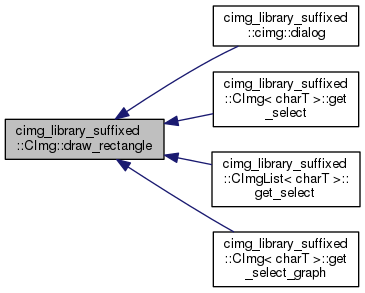 cimg_library_suffixed
::cimg::dialog
cimg_library_suffixed
::CImg< charT >::get
_select
cimg_library_suffixed
::CImg::draw_rectangle
cimg_library_suffixed
::CImgList< charT >::
get_select
cimg_library_suffixed
::CImg< charT >::get
_select_graph